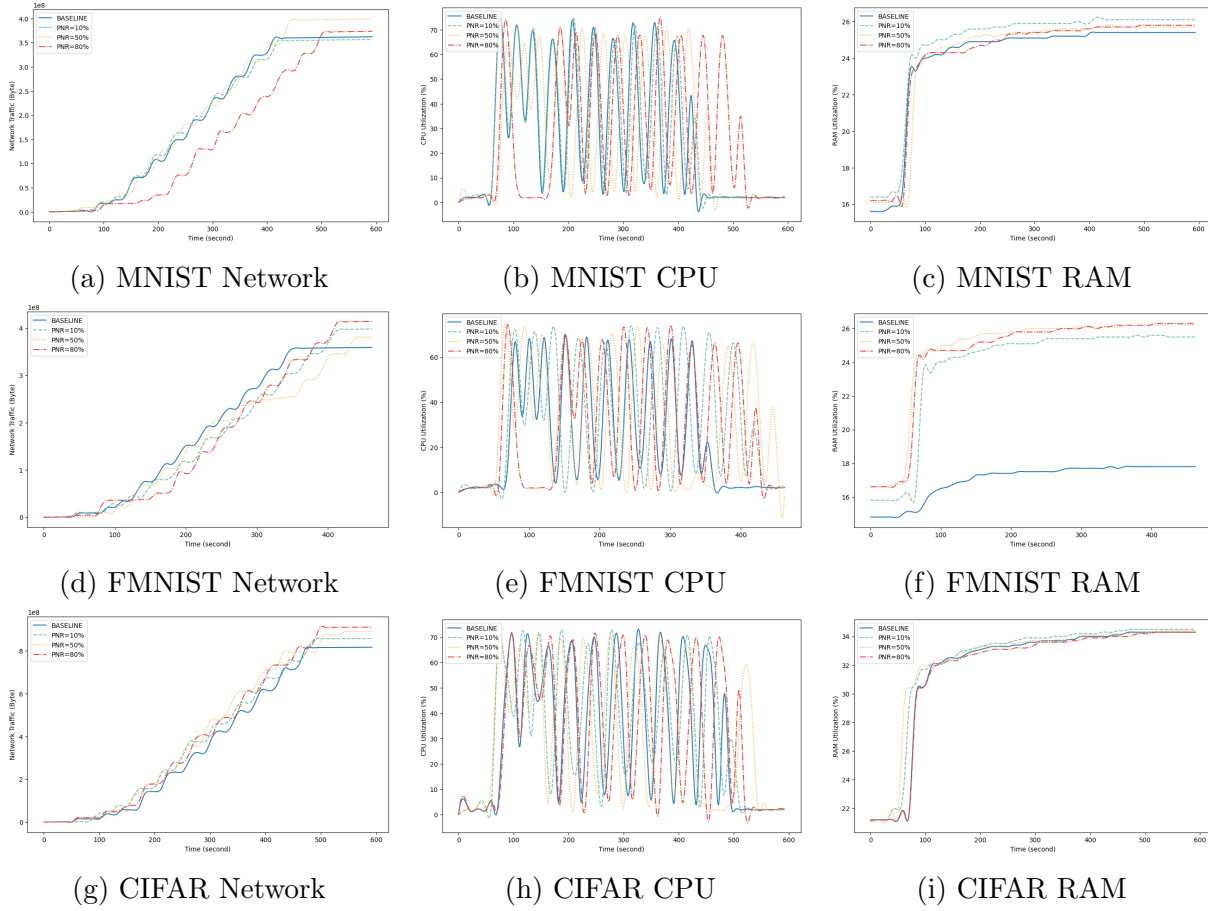 1e8
4.0
3.5
3.0
2.5
2.0
1.5
1.0
0.5
0.0
Network Traffic (Byte)
BASELINE
PNR=10%
PNR=50%
PNR=80%
0 100 200 300 400 500 600
Time (second)
(a) MNIST Network
70
60
50
40
30
20
10
0
CPU Utilization (%)
BASELINE
PNR=10%
PNR=50%
PNR=80%
0 100 200 300 400 500 600
Time (second)
(b) MNIST CPU
26
24
22
20
18
16
RAM Utilization (%)
BASELINE
PNR=10%
PNR=50%
PNR=80%
0 100 200 300 400 500 600
Time (second)
(c) MNIST RAM
1e8
4
3
2
1
0
Network Traffic (Byte)
BASELINE
PNR=10%
PNR=50%
PNR=80%
0 100 200 300 400
Time (second)
(d) FMNIST Network
60
40
20
0
CPU Utilization (%)
BASELINE
PNR=10%
PNR=50%
PNR=80%
0 100 200 300 400
Time (second)
(e) FMNIST CPU
26
24
22
20
18
16
RAM Utilization (%)
BASELINE
PNR=10%
PNR=50%
PNR=80%
0 100 200 300 400
Time (second)
(f) FMNIST RAM
1e8
8
6
4
2
0
Network Traffic (Byte)
BASELINE
PNR=10%
PNR=50%
PNR=80%
0 100 200 300 400 500 600
Time (second)
(g) CIFAR Network
70
60
50
40
30
20
10
0
CPU Utilization (%)
BASELINE
PNR=10%
PNR=50%
PNR=80%
0 100 200 300 400 500 600
Time (second)
(h) CIFAR CPU
34
32
30
28
26
24
22
RAM Utilization (%)
BASELINE
PNR=10%
PNR=50%
PNR=80%
0 100 200 300 400 500 600
Time (second)
(i) CIFAR RAM